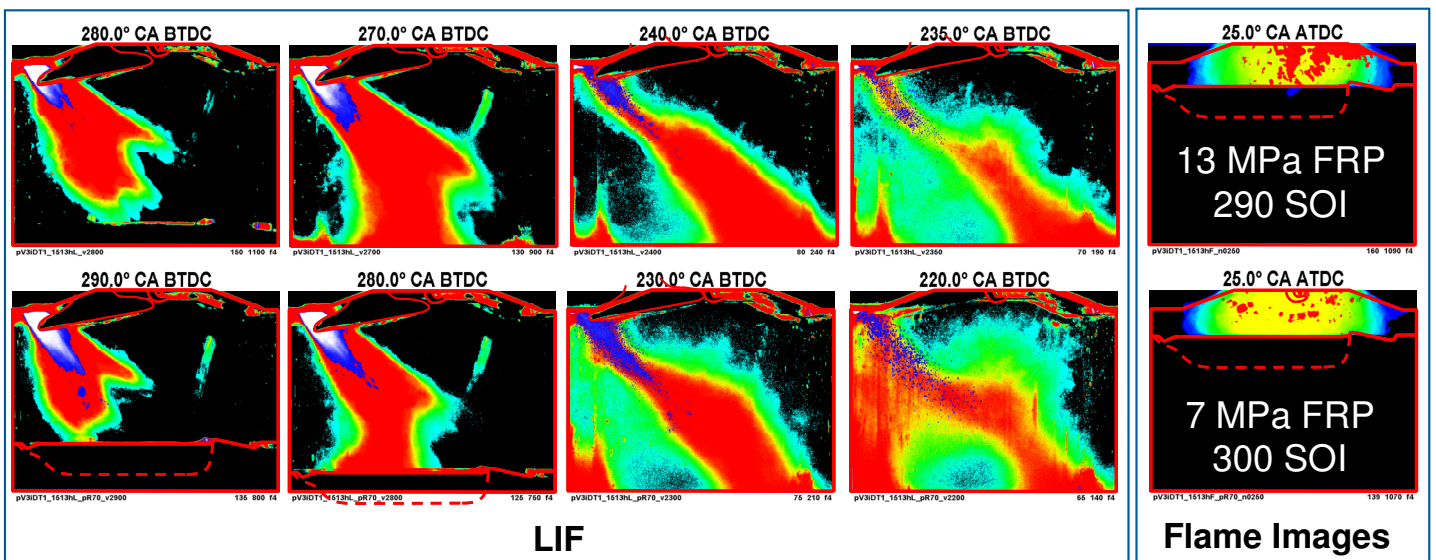 280.0° CA BTDC
270.0° CA BTDC
240.0° CA BTDC
235.0° CA BTDC
25.0° CA ATDC
13 MPa FRP
290 SOI
pV3iDT1_1513hL_v2800 150 1100 f4
pV3iDT1_1513hL_v2700 130 900 f4
pV3iDT1_1513hL_v2400 80 240 f4
pV3iDT1_1513hL_v2350 70 190 f4
pV3iDT1_1513hF_n0250 160 1090 f4
290.0° CA BTDC
280.0° CA BTDC
230.0° CA BTDC
220.0° CA BTDC
25.0° CA ATDC
7 MPa FRP
300 SOI
pV3iDT1_1513hL_pR70_v2900 135 800 f4
pV3iDT1_1513hL_pR70_v2800 125 750 f4
pV3iDT1_1513hL_pR70_v2300 75 210 f4
pV3iDT1_1513hL_pR70_v2200 65 140 f4
pV3iDT1_1513hF_pR70_n0250 139 1070 f4
LIF
Flame Images